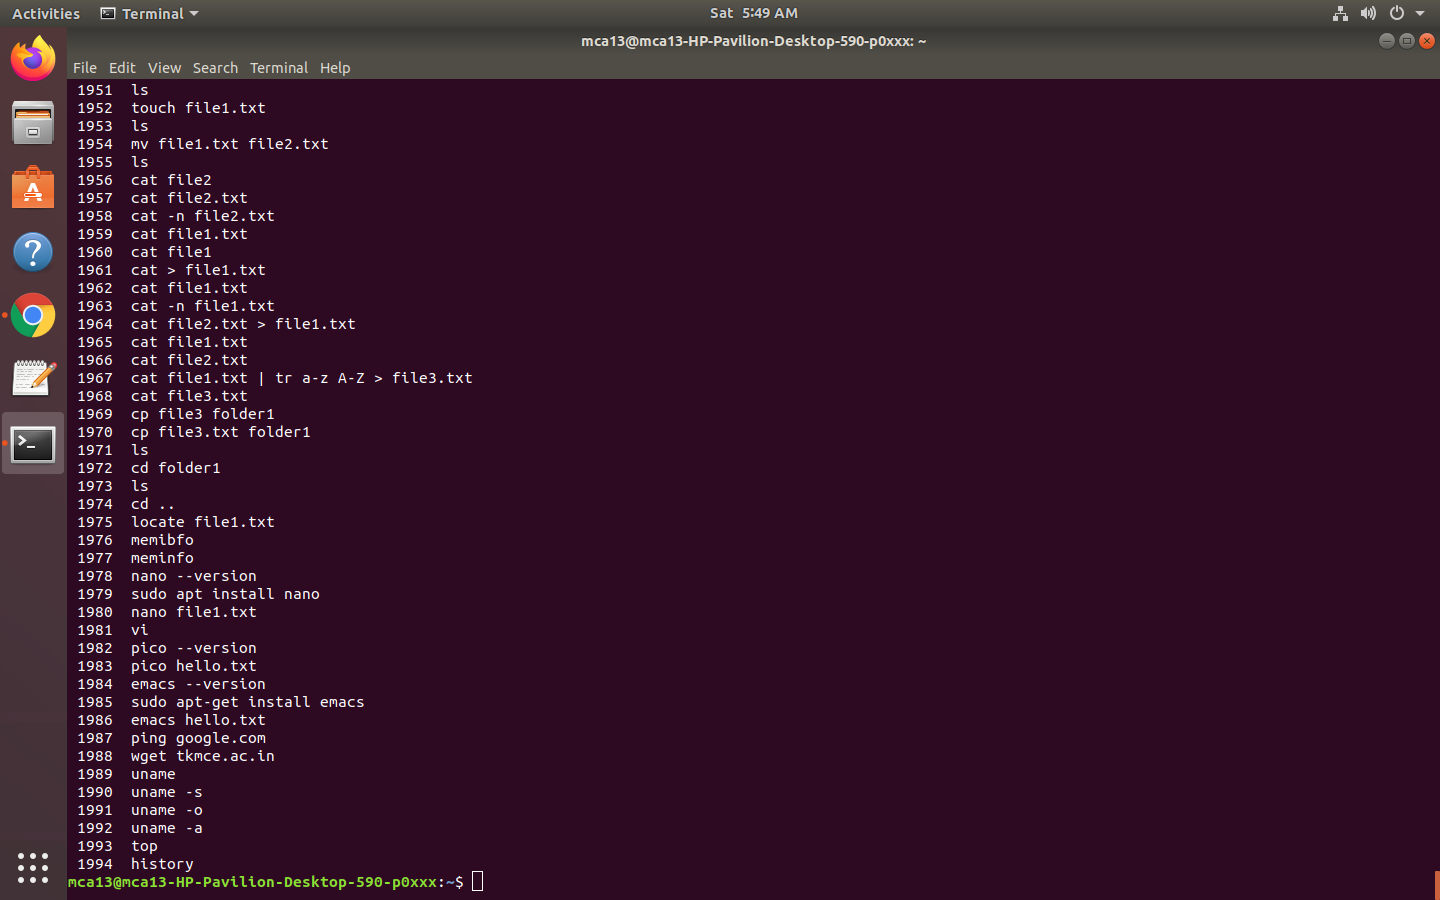 Activities Terminal Sat 5:49 AM
mca13@mca13-HP-Pavilion-Desktop-590-p0xxx: ~
File Edit View Search Terminal Help
1951 ls
1952 touch file1.txt
1953 ls
1954 mv file1.txt file2.txt
1955 ls
1956 cat file2
1957 cat file2.txt
1958 cat -n file2.txt
1959 cat file1.txt
1960 cat file1
1961 cat > file1.txt
1962 cat file1.txt
1963 cat -n file1.txt
1964 cat file2.txt > file1.txt
1965 cat file1.txt
1966 cat file2.txt
1967 cat file1.txt | tr a-z A-Z > file3.txt
1968 cat file3.txt
1969 cp file3 folder1
1970 cp file3.txt folder1
1971 ls
1972 cd folder1
1973 ls
1974 cd ..
1975 locate file1.txt
1976 memibfo
1977 meminfo
1978 nano --version
1979 sudo apt install nano
1980 nano file1.txt
1981 vi
1982 pico --version
1983 pico hello.txt
1984 emacs --version
1985 sudo apt-get install emacs
1986 emacs hello.txt
1987 ping google.com
1988 wget tkmce.ac.in
1989 uname
1990 uname -s
1991 uname -o
1992 uname -a
1993 top
1994 history
mca13@mca13-HP-Pavilion-Desktop-590-p0xxx:~$